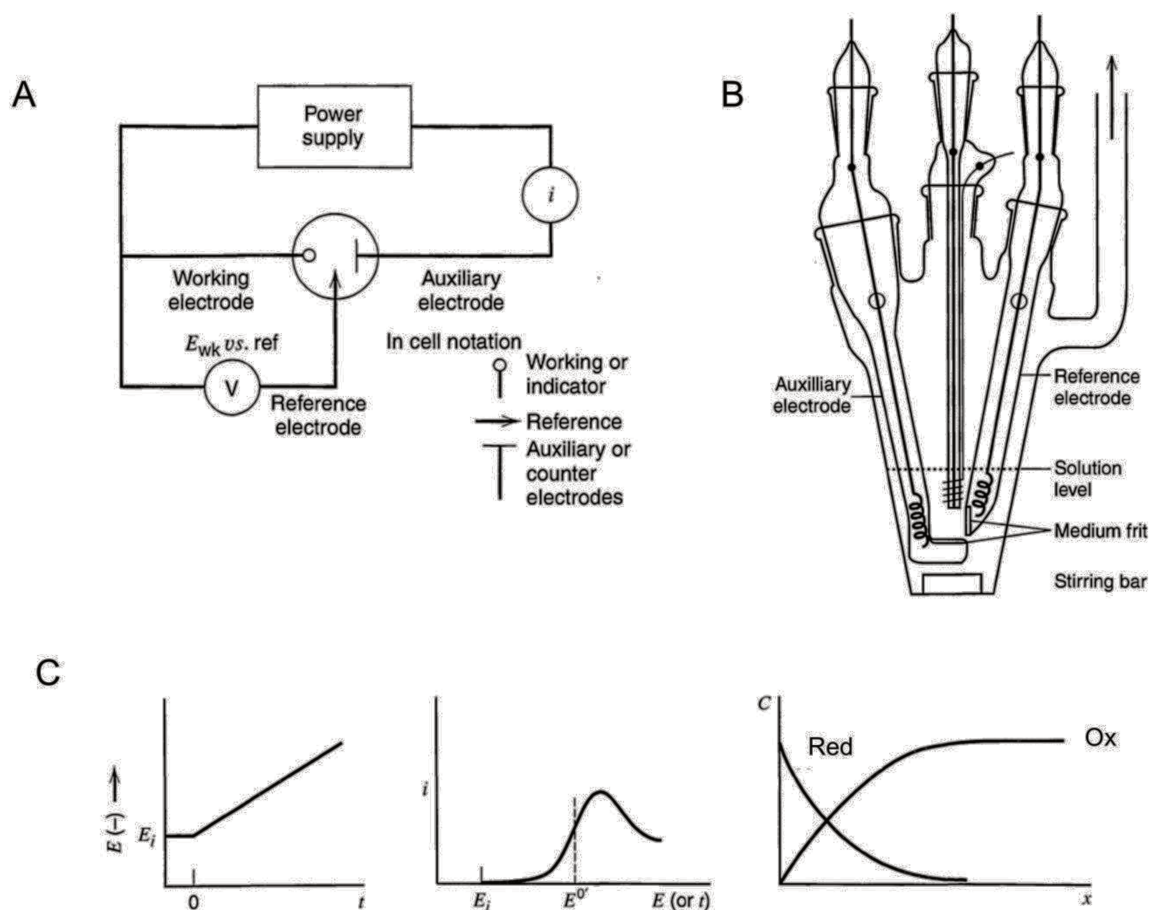 A
Power
supply
i
Working
electrode
Auxiliary
electrode
E_wk vs. ref
V
Reference
electrode
In cell notation
Working or
indicator
Reference
Auxiliary or
counter
electrodes
B
Auxilliary
electrode
Reference
electrode
Solution
level
Medium frit
Stirring bar
C
E (−)
E_i
0
t
i
E_i
E^0′
E (or t)
C
Red
Ox
x